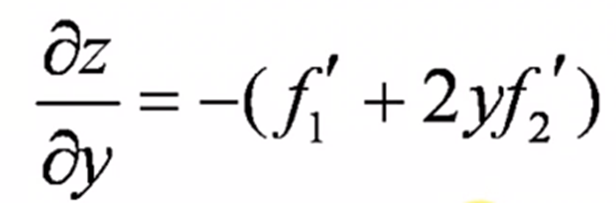 ∂z/∂y = -(f₁′ + 2yf₂′)